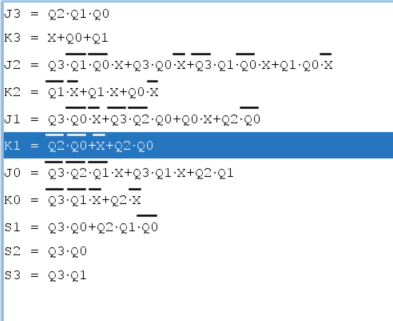 J3 = Q2·Q1·Q0
K3 = X+Q0+Q1
J2 = Q3·Q1·Q0·X+Q3·Q0·X+Q3·Q1·Q0·X+Q1·Q0·X
K2 = Q1·X+Q1·X+Q0·X
J1 = Q3·Q0·X+Q3·Q2·Q0+Q0·X+Q2·Q0
K1 = Q2·Q0+X+Q2·Q0
J0 = Q3·Q2·Q1·X+Q3·Q1·X+Q2·Q1
K0 = Q3·Q1·X+Q2·X
S1 = Q3·Q0+Q2·Q1·Q0
S2 = Q3·Q0
S3 = Q3·Q1